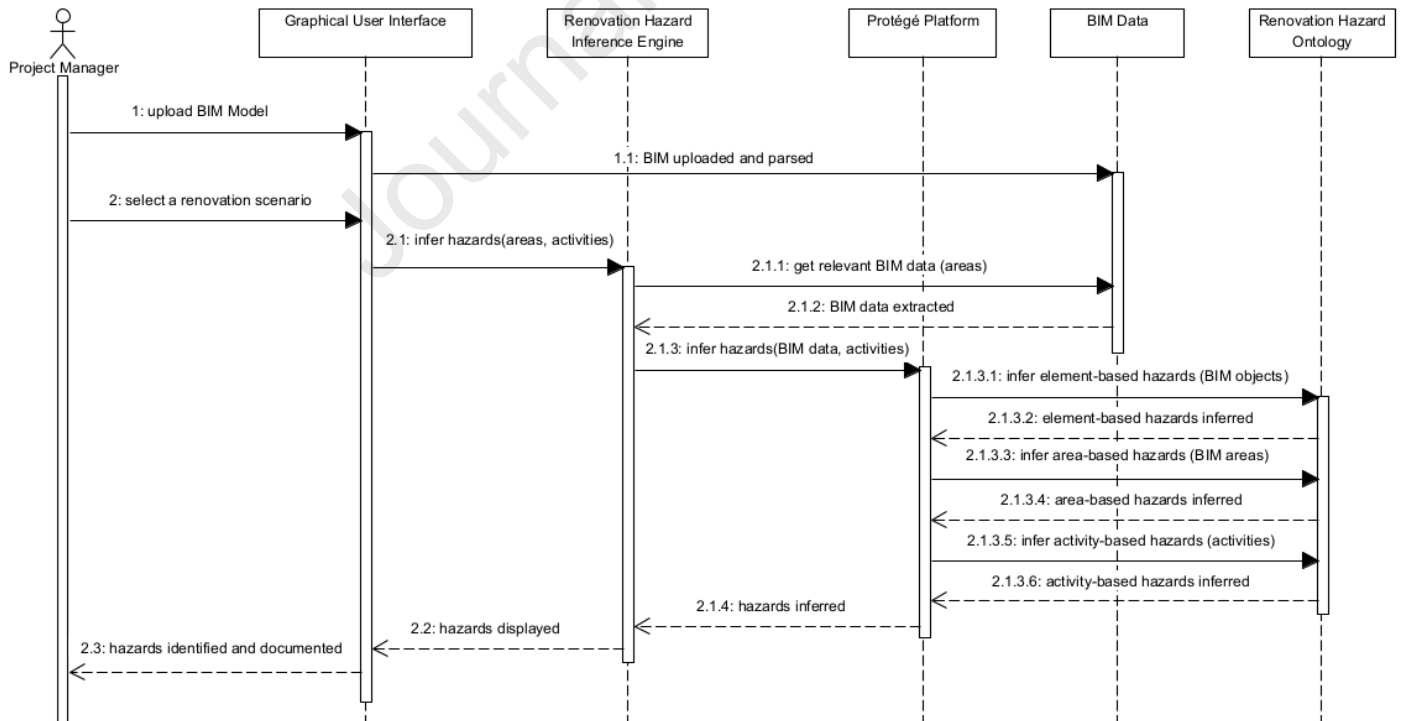 Graphical User Interface
Renovation Hazard
Inference Engine
Protégé Platform
BIM Data
Renovation Hazard
Ontology
Project Manager
Journa
1: upload BIM Model
1.1: BIM uploaded and parsed
2: select a renovation scenario
2.1: infer hazards(areas, activities)
2.1.1: get relevant BIM data (areas)
2.1.2: BIM data extracted
2.1.3: infer hazards(BIM data, activities)
2.1.3.1: infer element-based hazards (BIM objects)
2.1.3.2: element-based hazards inferred
2.1.3.3: infer area-based hazards (BIM areas)
2.1.3.4: area-based hazards inferred
2.1.3.5: infer activity-based hazards (activities)
2.1.3.6: activity-based hazards inferred
2.1.4: hazards inferred
2.2: hazards displayed
2.3: hazards identified and documented